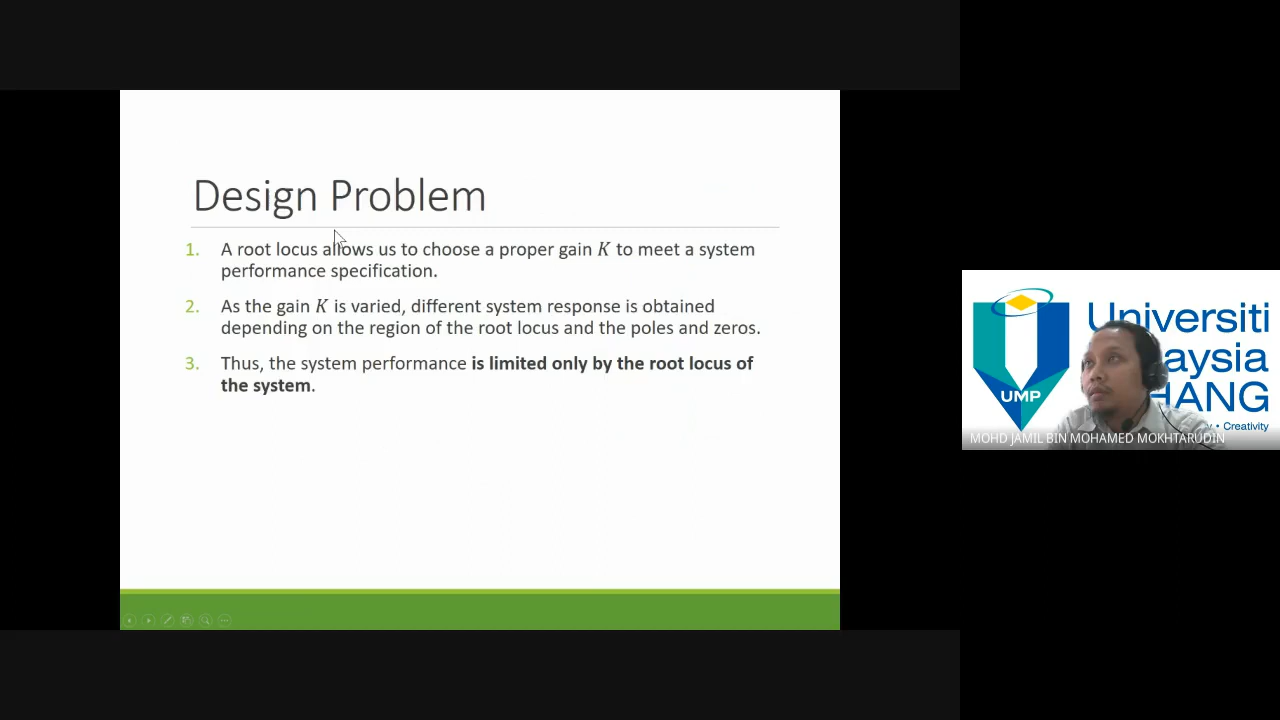 Design Problem
1. A root locus allows us to choose a proper gain K to meet a system
performance specification.
2. As the gain K is varied, different system response is obtained
depending on the region of the root locus and the poles and zeros.
3. Thus, the system performance is limited only by the root locus of
the system.
Universiti
aysia
HANG
UMP
• Creativity
MOHD JAMIL BIN MOHAMED MOKHTARUDIN